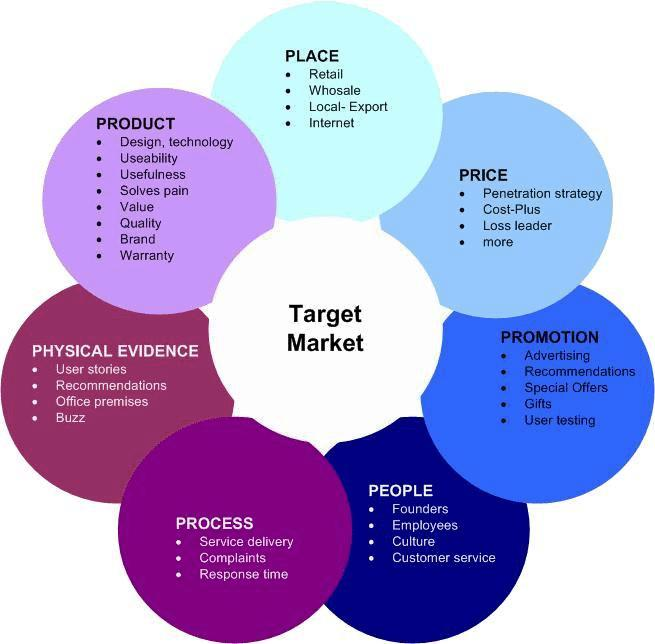 PLACE
• Retail
• Whosale
• Local- Export
• Internet
PRICE
• Penetration strategy
• Cost-Plus
• Loss leader
• more
PROMOTION
• Advertising
• Recommendations
• Special Offers
• Gifts
• User testing
PEOPLE
• Founders
• Employees
• Culture
• Customer service
PROCESS
• Service delivery
• Complaints
• Response time
PHYSICAL EVIDENCE
• User stories
• Recommendations
• Office premises
• Buzz
PRODUCT
• Design, technology
• Useability
• Usefulness
• Solves pain
• Value
• Quality
• Brand
• Warranty
Target
Market